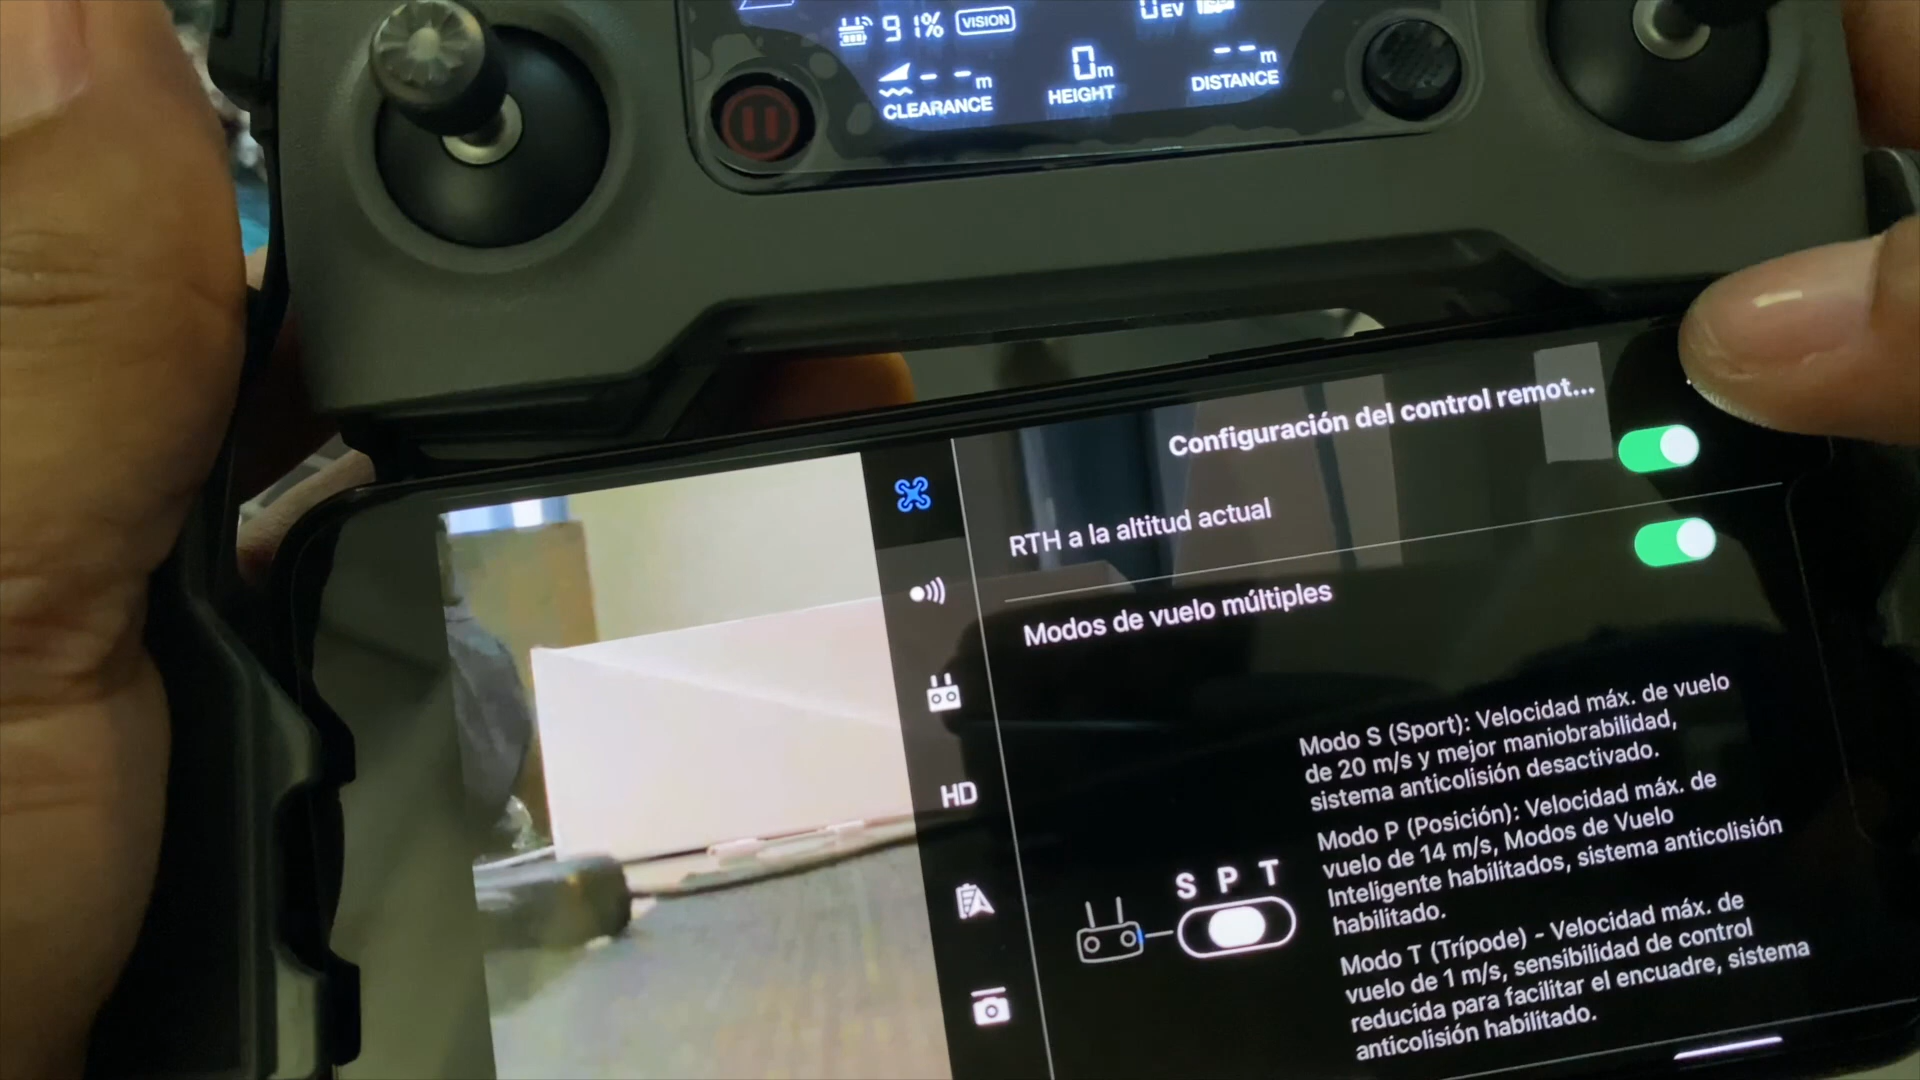 91% VISION
0EV
-- m
0m
-- m
CLEARANCE
HEIGHT
DISTANCE
Configuración del control remot...
RTH a la altitud actual
Modos de vuelo múltiples
HD
S P T
Modo S (Sport): Velocidad máx. de vuelo
de 20 m/s y mejor maniobrabilidad,
sistema anticolisión desactivado.
Modo P (Posición): Velocidad máx. de
vuelo de 14 m/s, Modos de Vuelo
Inteligente habilitados, sistema anticolisión
habilitado.
Modo T (Trípode) - Velocidad máx. de
vuelo de 1 m/s, sensibilidad de control
reducida para facilitar el encuadre, sistema
anticolisión habilitado.